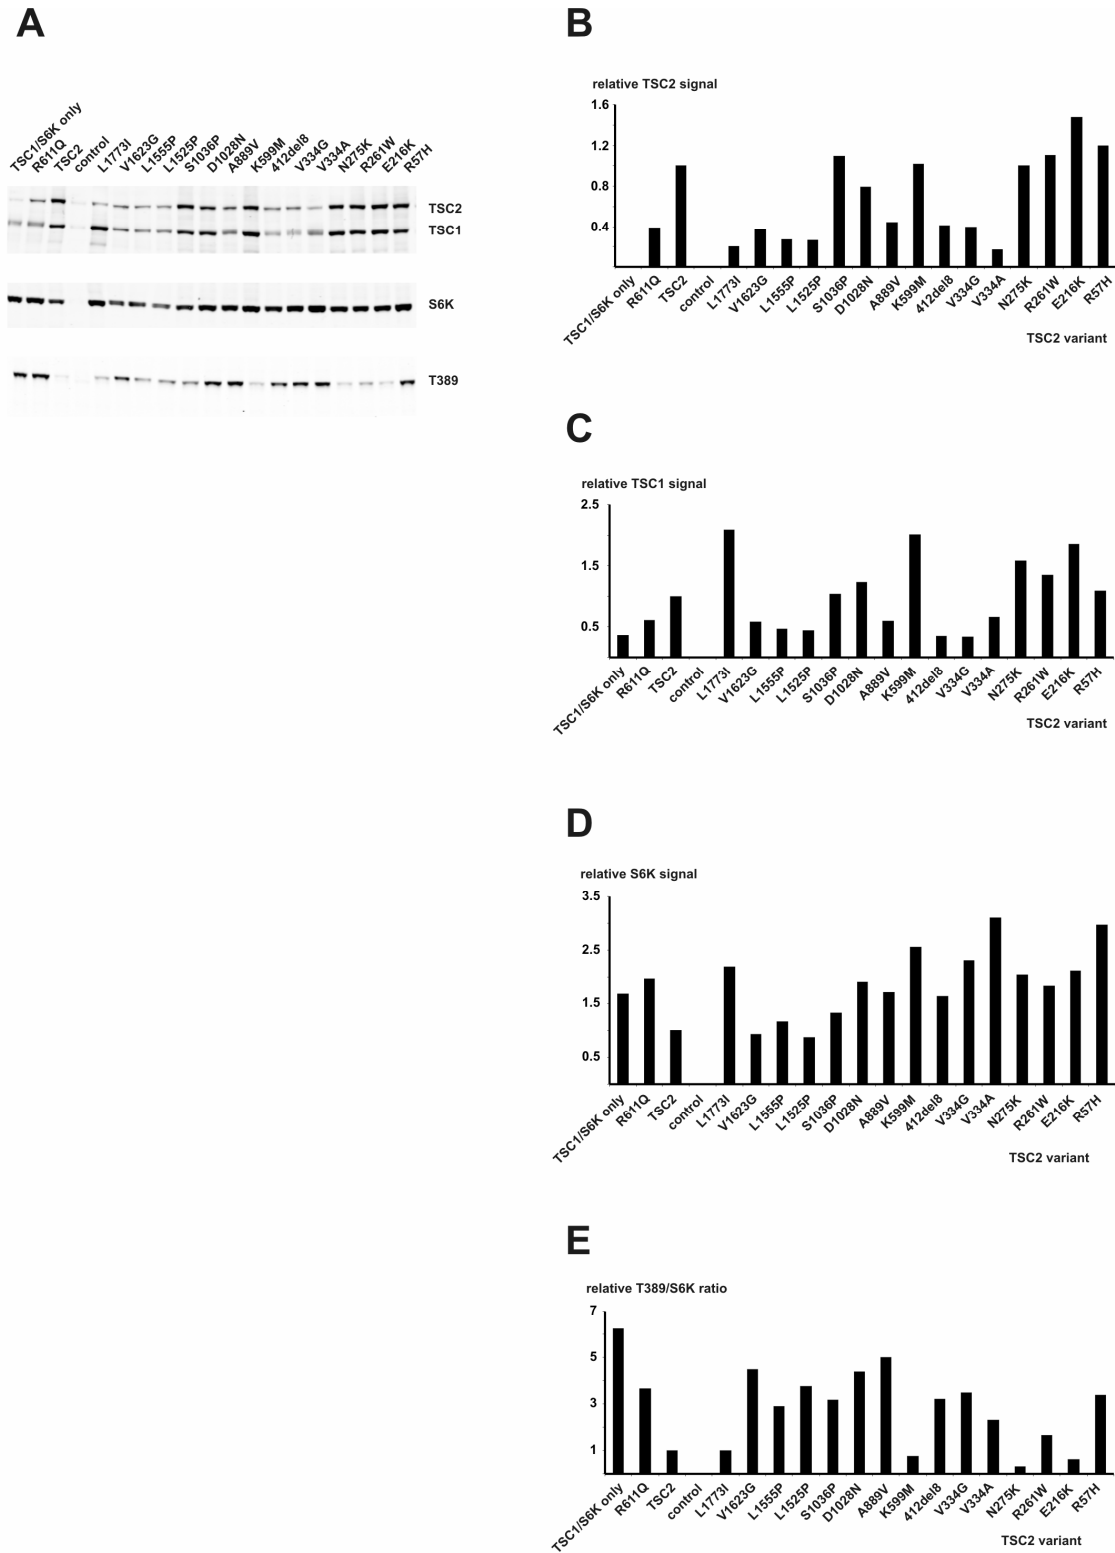 A
TSC1/S6K only
R611Q
TSC2
control
L1773I
V1623G
L1555P
L1525P
S1036P
D1028N
A889V
K599M
412del8
V334G
V334A
N275K
R261W
E216K
R57H
TSC2
TSC1
S6K
T389
B
relative TSC2 signal
1.6
1.2
0.8
0.4
TSC1/S6K only
R611Q
TSC2
control
L1773I
V1623G
L1555P
L1525P
S1036P
D1028N
A889V
K599M
412del8
V334G
V334A
N275K
R261W
E216K
R57H
TSC2 variant
C
relative TSC1 signal
2.5
1.5
0.5
TSC1/S6K only
R611Q
TSC2
control
L1773I
V1623G
L1555P
L1525P
S1036P
D1028N
A889V
K599M
412del8
V334G
V334A
N275K
R261W
E216K
R57H
TSC2 variant
D
relative S6K signal
3.5
2.5
1.5
0.5
TSC1/S6K only
R611Q
TSC2
control
L1773I
V1623G
L1555P
L1525P
S1036P
D1028N
A889V
K599M
412del8
V334G
V334A
N275K
R261W
E216K
R57H
TSC2 variant
E
relative T389/S6K ratio
7
5
3
1
TSC1/S6K only
R611Q
TSC2
control
L1773I
V1623G
L1555P
L1525P
S1036P
D1028N
A889V
K599M
412del8
V334G
V334A
N275K
R261W
E216K
R57H
TSC2 variant